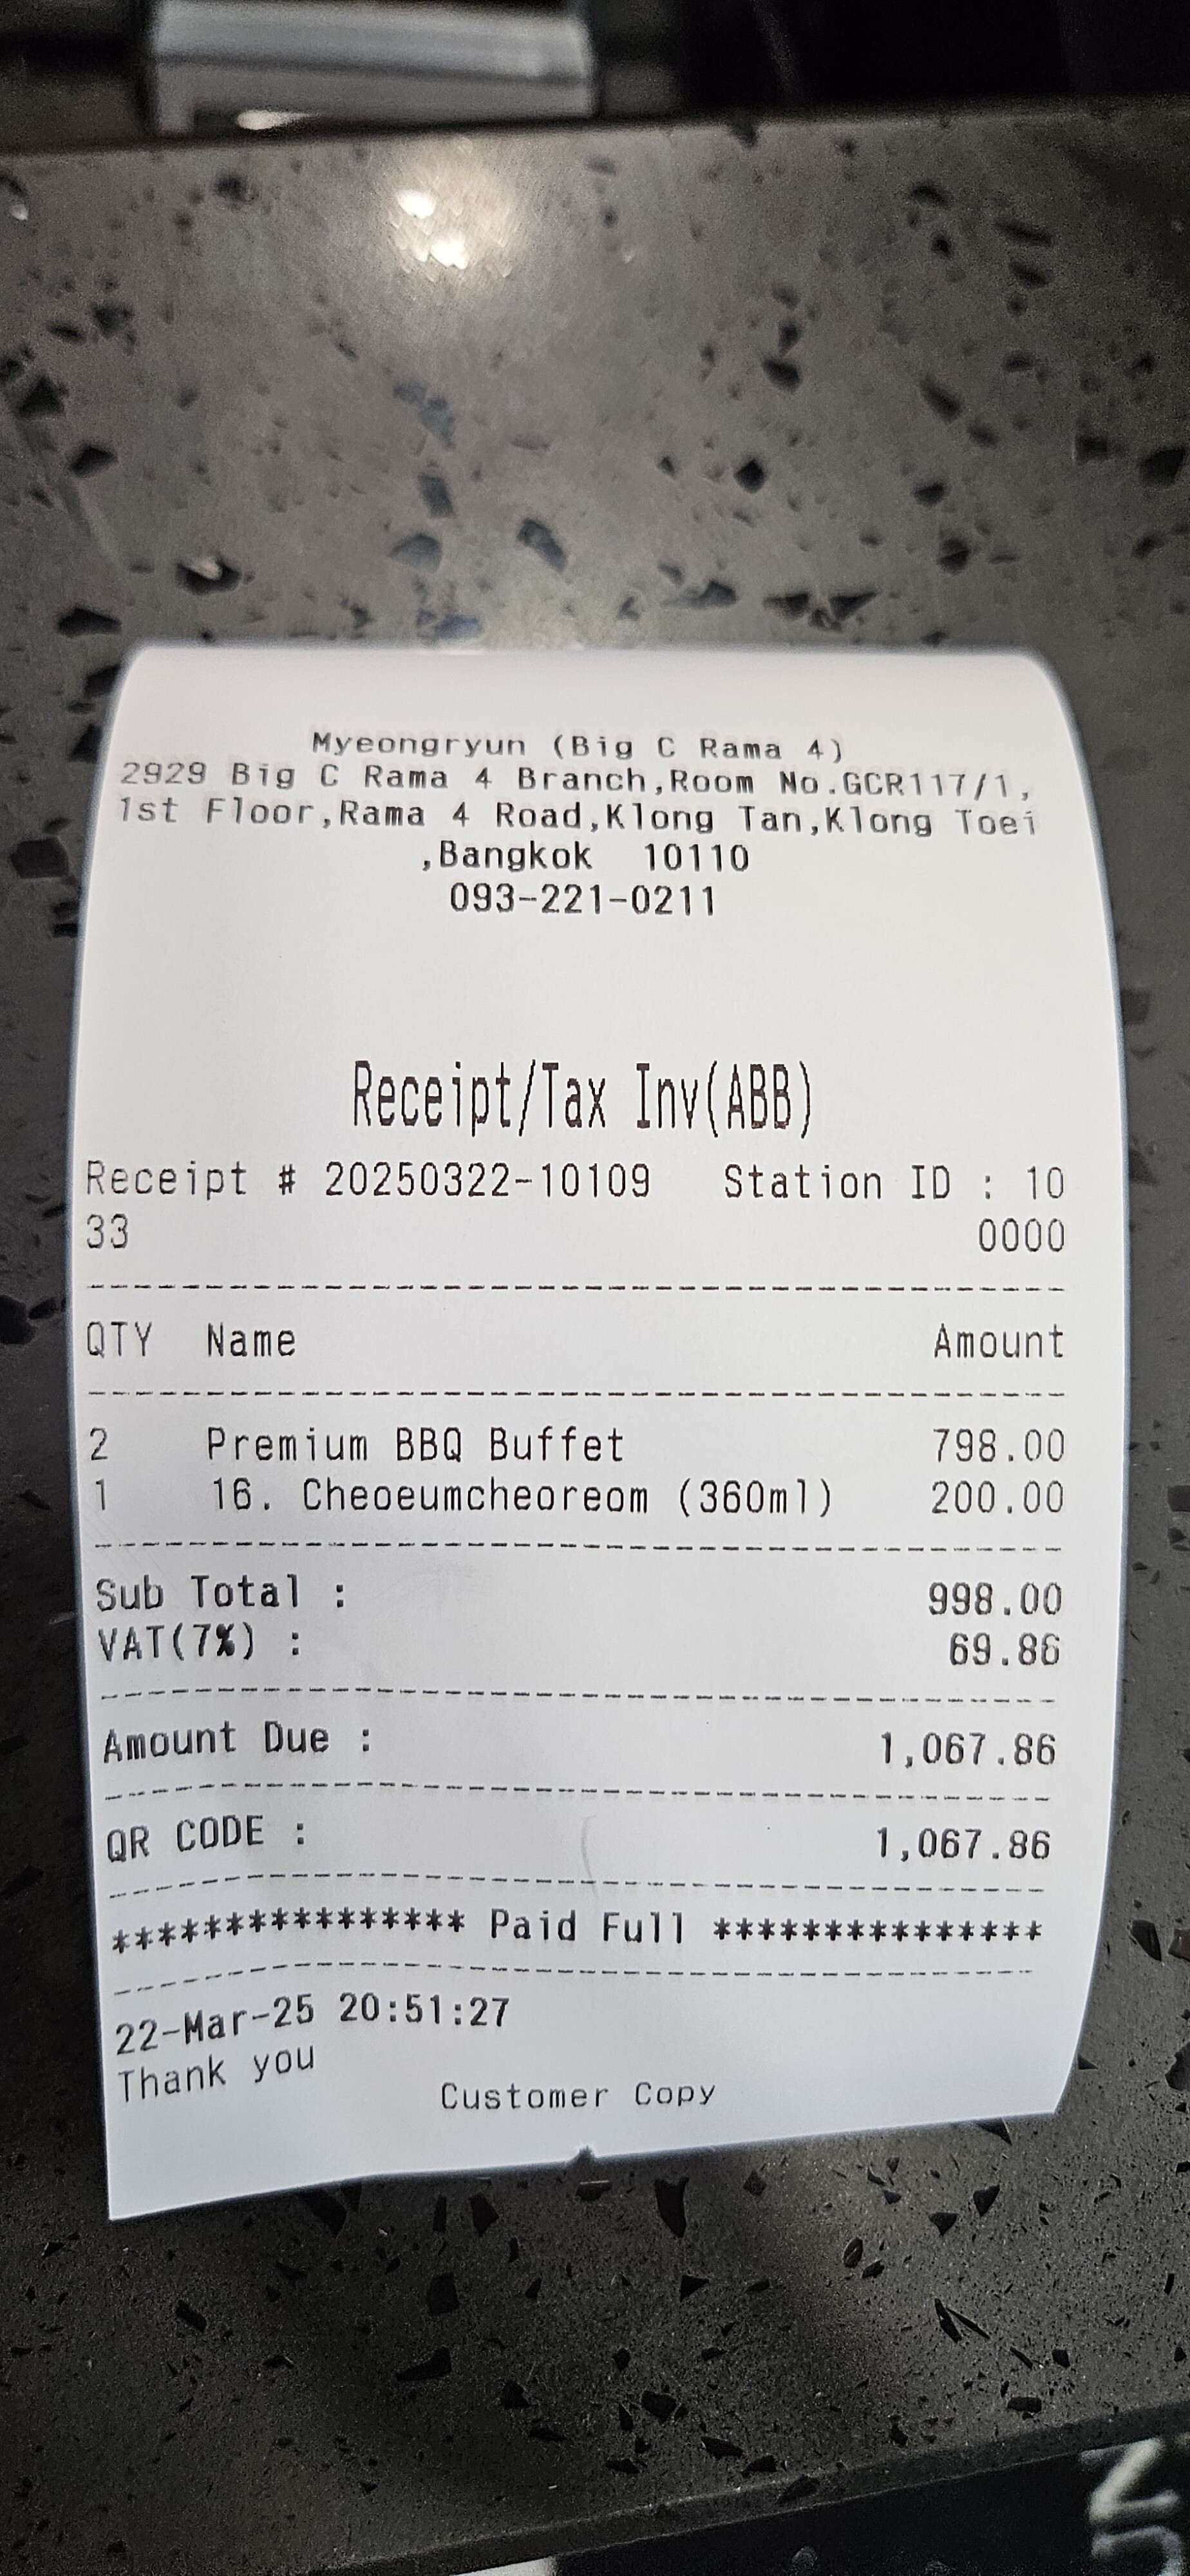 Myeongryun (Big C Rama 4)
2929 Big C Rama 4 Branch,Room No.GCR117/1,
1st Floor,Rama 4 Road,Klong Tan,Klong Toei
,Bangkok 10110
093-221-0211
Receipt/Tax Inv(ABB)
Receipt # 20250322-10109 Station ID : 10
33 0000
QTY Name Amount
2 Premium BBQ Buffet 798.00
1 16. Cheoeumcheoreom (360ml) 200.00
Sub Total : 998.00
VAT(7%) : 69.86
Amount Due : 1,067.86
QR CODE : 1,067.86
*************** Paid Full ***************
22-Mar-25 20:51:27
Thank you
Customer Copy